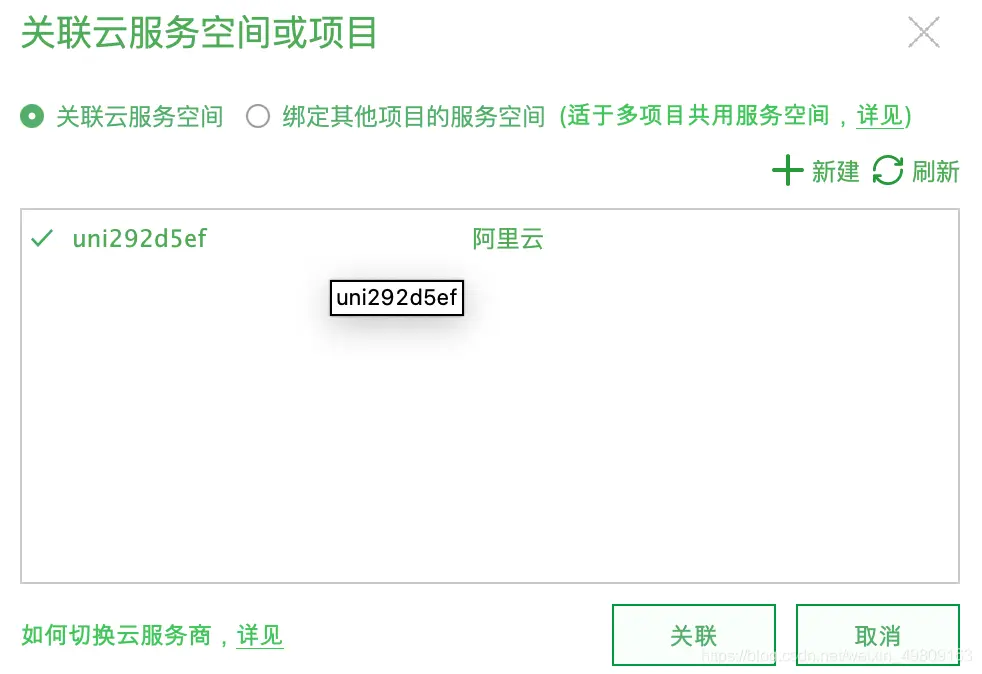 关联云服务空间或项目
关联云服务空间 绑定其他项目的服务空间 (适于多项目共用服务空间，详见)
新建 刷新
uni292d5ef 阿里云
uni292d5ef
如何切换云服务商，详见 关联 取消
https://blog.csdn.net/weixin_49809163